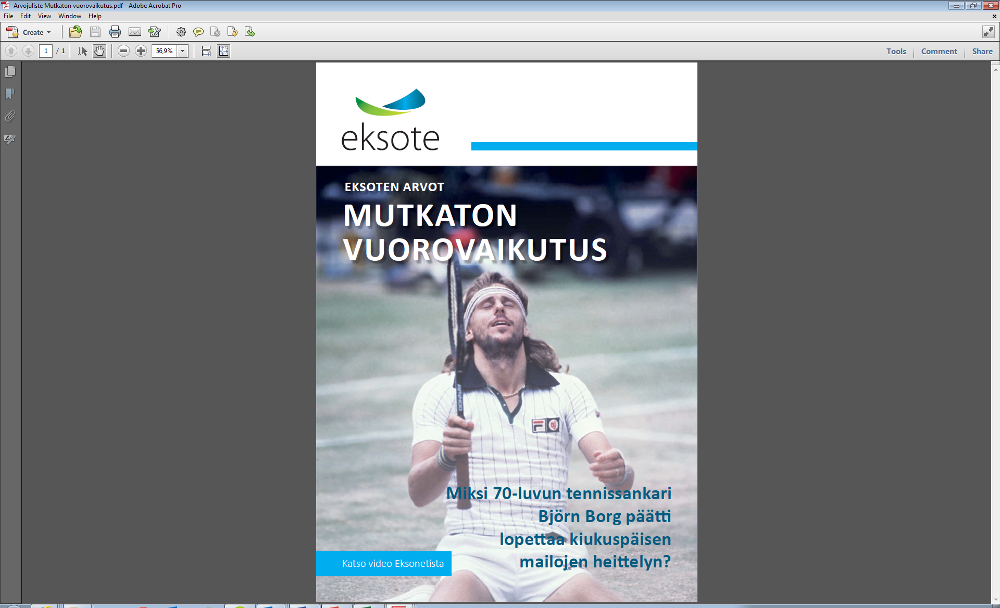 Arvojuliste Mutkaton vuorovaikutus.pdf - Adobe Acrobat Pro
File Edit View Window Help
Create
1 / 1 56,9% Tools Comment Share
eksote
EKSOTEN ARVOT
MUTKATON
VUOROVAIKUTUS
DONNAY
F
Miksi 70-luvun tennissankari
Björn Borg päätti
lopettaa kiukuspäisen
mailojen heittelyn?
Katso video Eksonetista